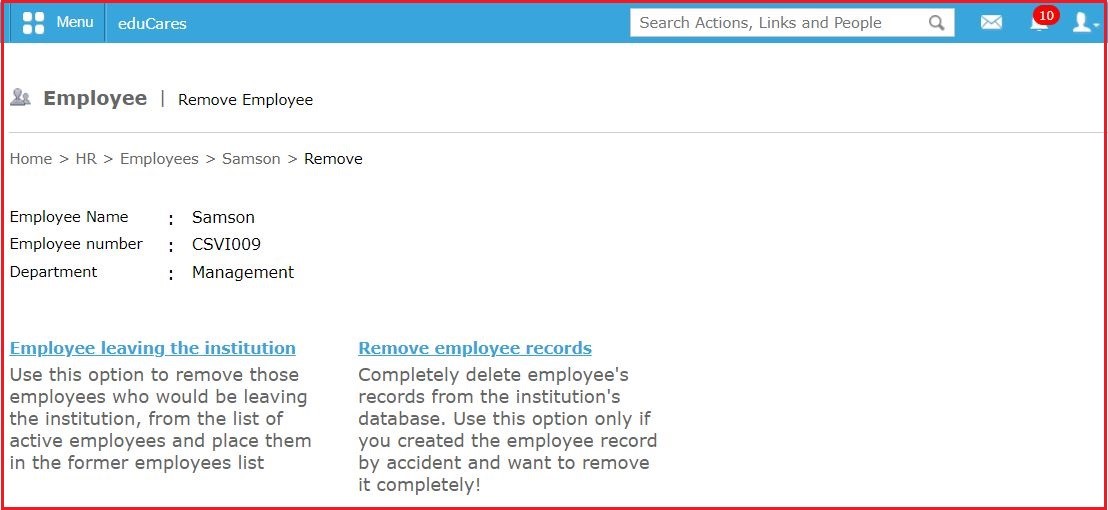 Menu eduCares Search Actions, Links and People 10
Employee | Remove Employee
Home > HR > Employees > Samson > Remove
Employee Name : Samson
Employee number : CSVI009
Department : Management
Employee leaving the institution
Use this option to remove those
employees who would be leaving
the institution, from the list of
active employees and place them
in the former employees list
Remove employee records
Completely delete employee's
records from the institution's
database. Use this option only if
you created the employee record
by accident and want to remove
it completely!